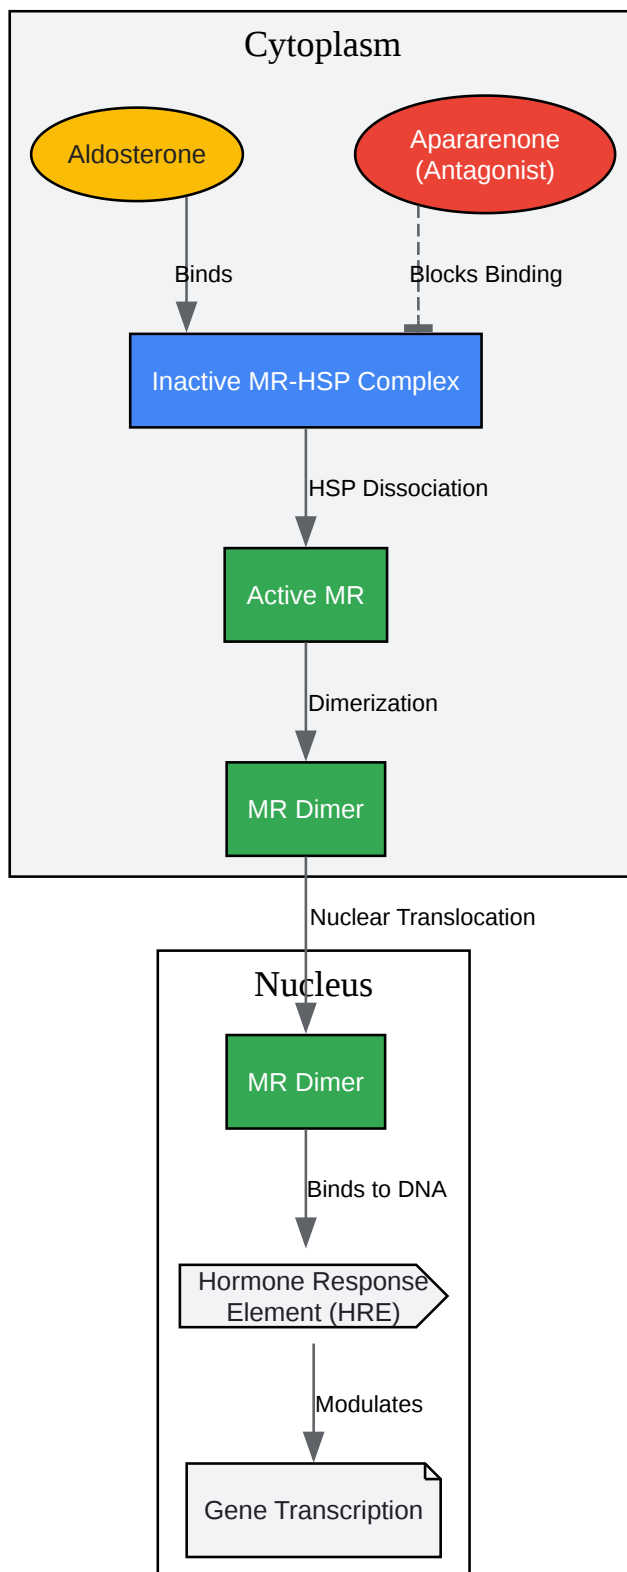 Cytoplasm
Aldosterone
Apararenone
(Antagonist)
Binds
Blocks Binding
Inactive MR-HSP Complex
HSP Dissociation
Active MR
Dimerization
MR Dimer
Nuclear Translocation
Nucleus
MR Dimer
Binds to DNA
Hormone Response
Element (HRE)
Modulates
Gene Transcription